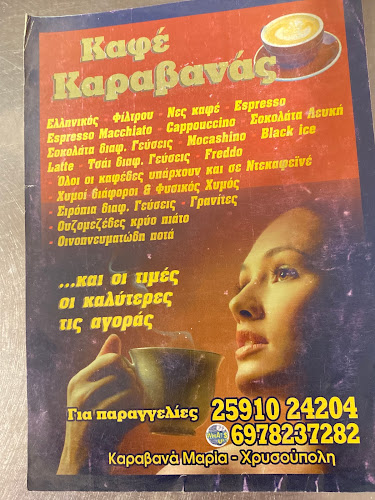 Καφέ
Καραβανάς
Ελληνικός - Φίλτρου - Νες καφέ - Espresso
Espresso Macchiato - Cappouccino - Σοκολάτα Λευκή
Σοκολάτα διαφ. Γεύσεις - Mocashino - Black ice
Latte - Τσάι διαφ. Γεύσεις - Freddo
- Όλοι οι καφέδες υπάρχουν και σε Ντεκαφεϊνέ
- Χυμοί διάφοροι & Φυσικός Χυμός
- Σιρόπια διαφ. Γεύσεις - Γρανίτες
- Ουζομεζέδες κρύο πιάτο
- Οινοπνευματώδη ποτά
...και οι τιμές
οι καλύτερες
τις αγοράς
Για παραγγελίες 25910 24204
6978237282
Καραβανά Μαρία - Χρυσούπολη